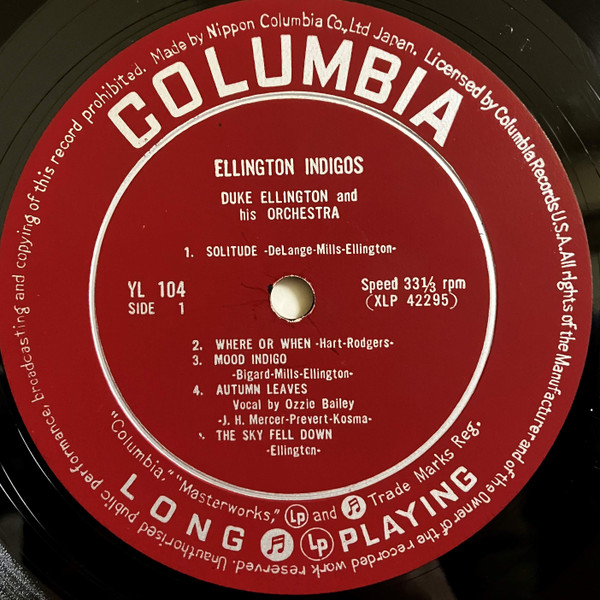 Unauthorised public performance, broadcasting and copying of this record prohibited. Made by Nippon Columbia Co., Ltd Japan. Licensed by Columbia Records U.S.A. All rights of the Manufacturer and of the Owner of the recorded work reserved.
COLUMBIA
ELLINGTON INDIGOS
DUKE ELLINGTON and
his ORCHESTRA
1. SOLITUDE -DeLange-Mills-Ellington-
YL 104
SIDE 1
Speed 33⅓ rpm
(XLP 42295)
2. WHERE OR WHEN -Hart-Rodgers-
3. MOOD INDIGO
-Bigard-Mills-Ellington-
4. AUTUMN LEAVES
Vocal by Ozzie Bailey
-J. H. Mercer-Prevert-Kosma-
THE SKY FELL DOWN
-Ellington-
"Columbia," "Masterworks," Lp and Trade Marks Reg.
LONG Lp PLAYING